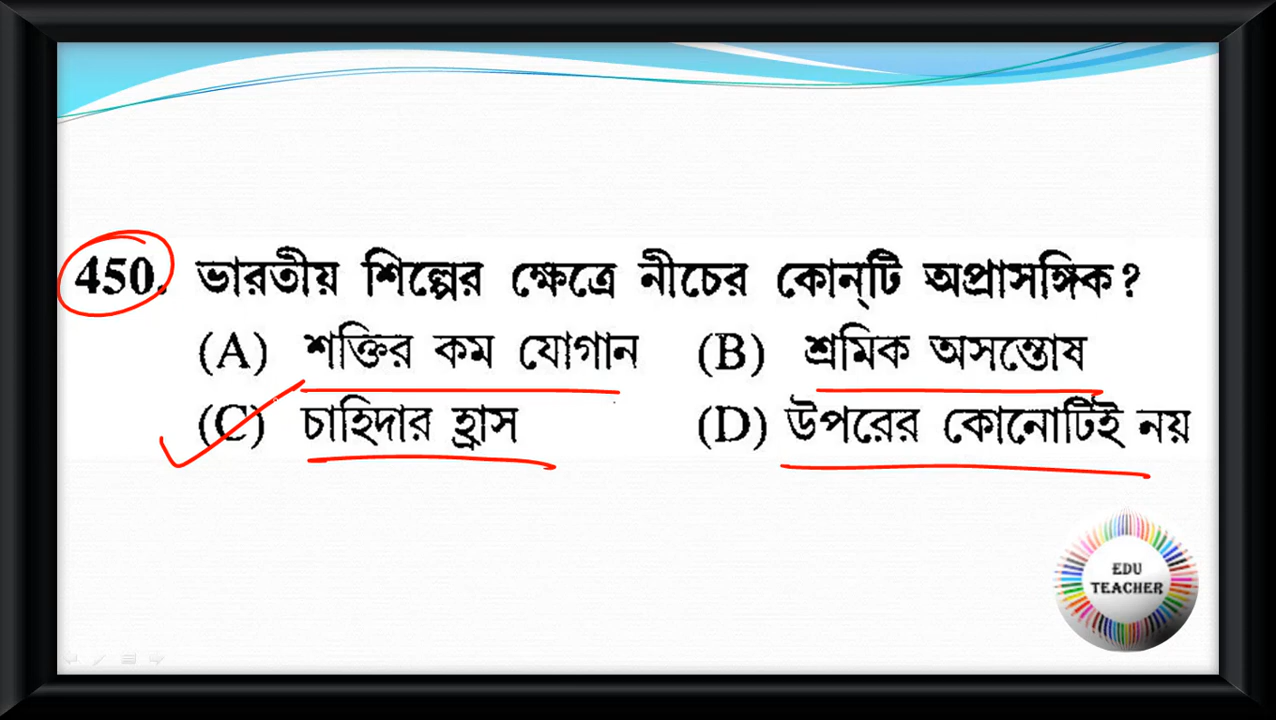 450. ভারতীয় শিল্পের ক্ষেত্রে নীচের কোন্‌টি অপ্রাসঙ্গিক?
(A) শক্তির কম যোগান (B) শ্রমিক অসন্তোষ
(C) চাহিদার হ্রাস (D) উপরের কোনোটিই নয়
EDU
TEACHER